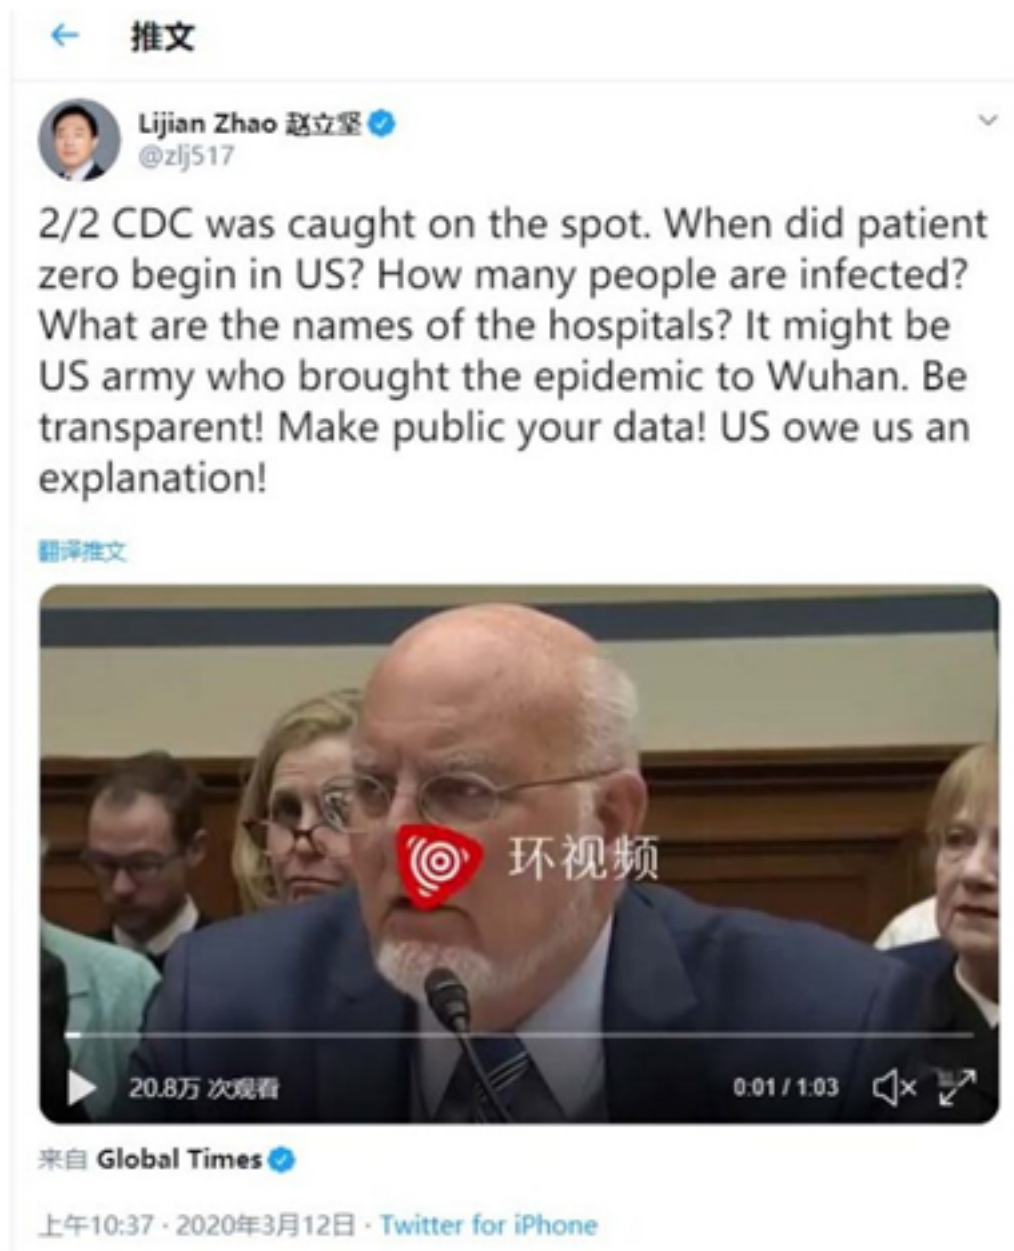 推文
Lijian Zhao 赵立坚
@zlj517
2/2 CDC was caught on the spot. When did patient
zero begin in US? How many people are infected?
What are the names of the hospitals? It might be
US army who brought the epidemic to Wuhan. Be
transparent! Make public your data! US owe us an
explanation!
翻译推文
环视频
20.8万 次观看
0:01 / 1:03
来自 Global Times
上午10:37 · 2020年3月12日 · Twitter for iPhone